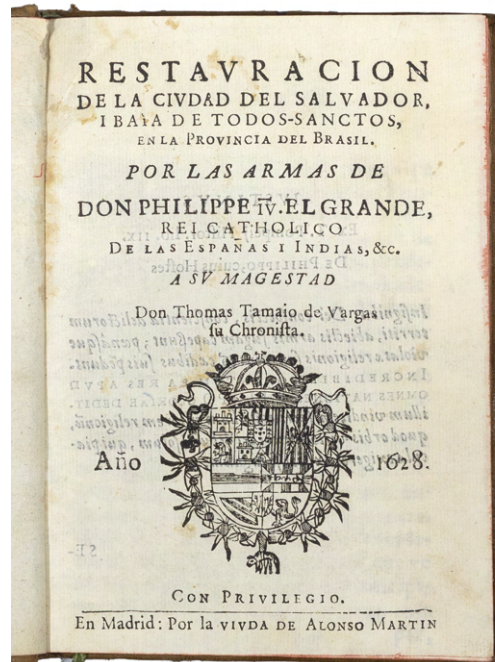 RESTAVRACION
DE LA CIVDAD DEL SALVADOR,
I BAÌA DE TODOS-SANCTOS,
EN LA PROVINCIA DEL BRASIL.
POR LAS ARMAS DE
DON PHILIPPE IV. EL GRANDE,
REI CATHOLICO
DE LAS ESPAÑAS I INDIAS, &c.
A SV MAGESTAD
Don Thomas Tamaio de Vargas
ſu Chroniſta.
Año 1628.
CON PRIVILEGIO.
En Madrid: Por la VIVDA DE ALONSO MARTIN